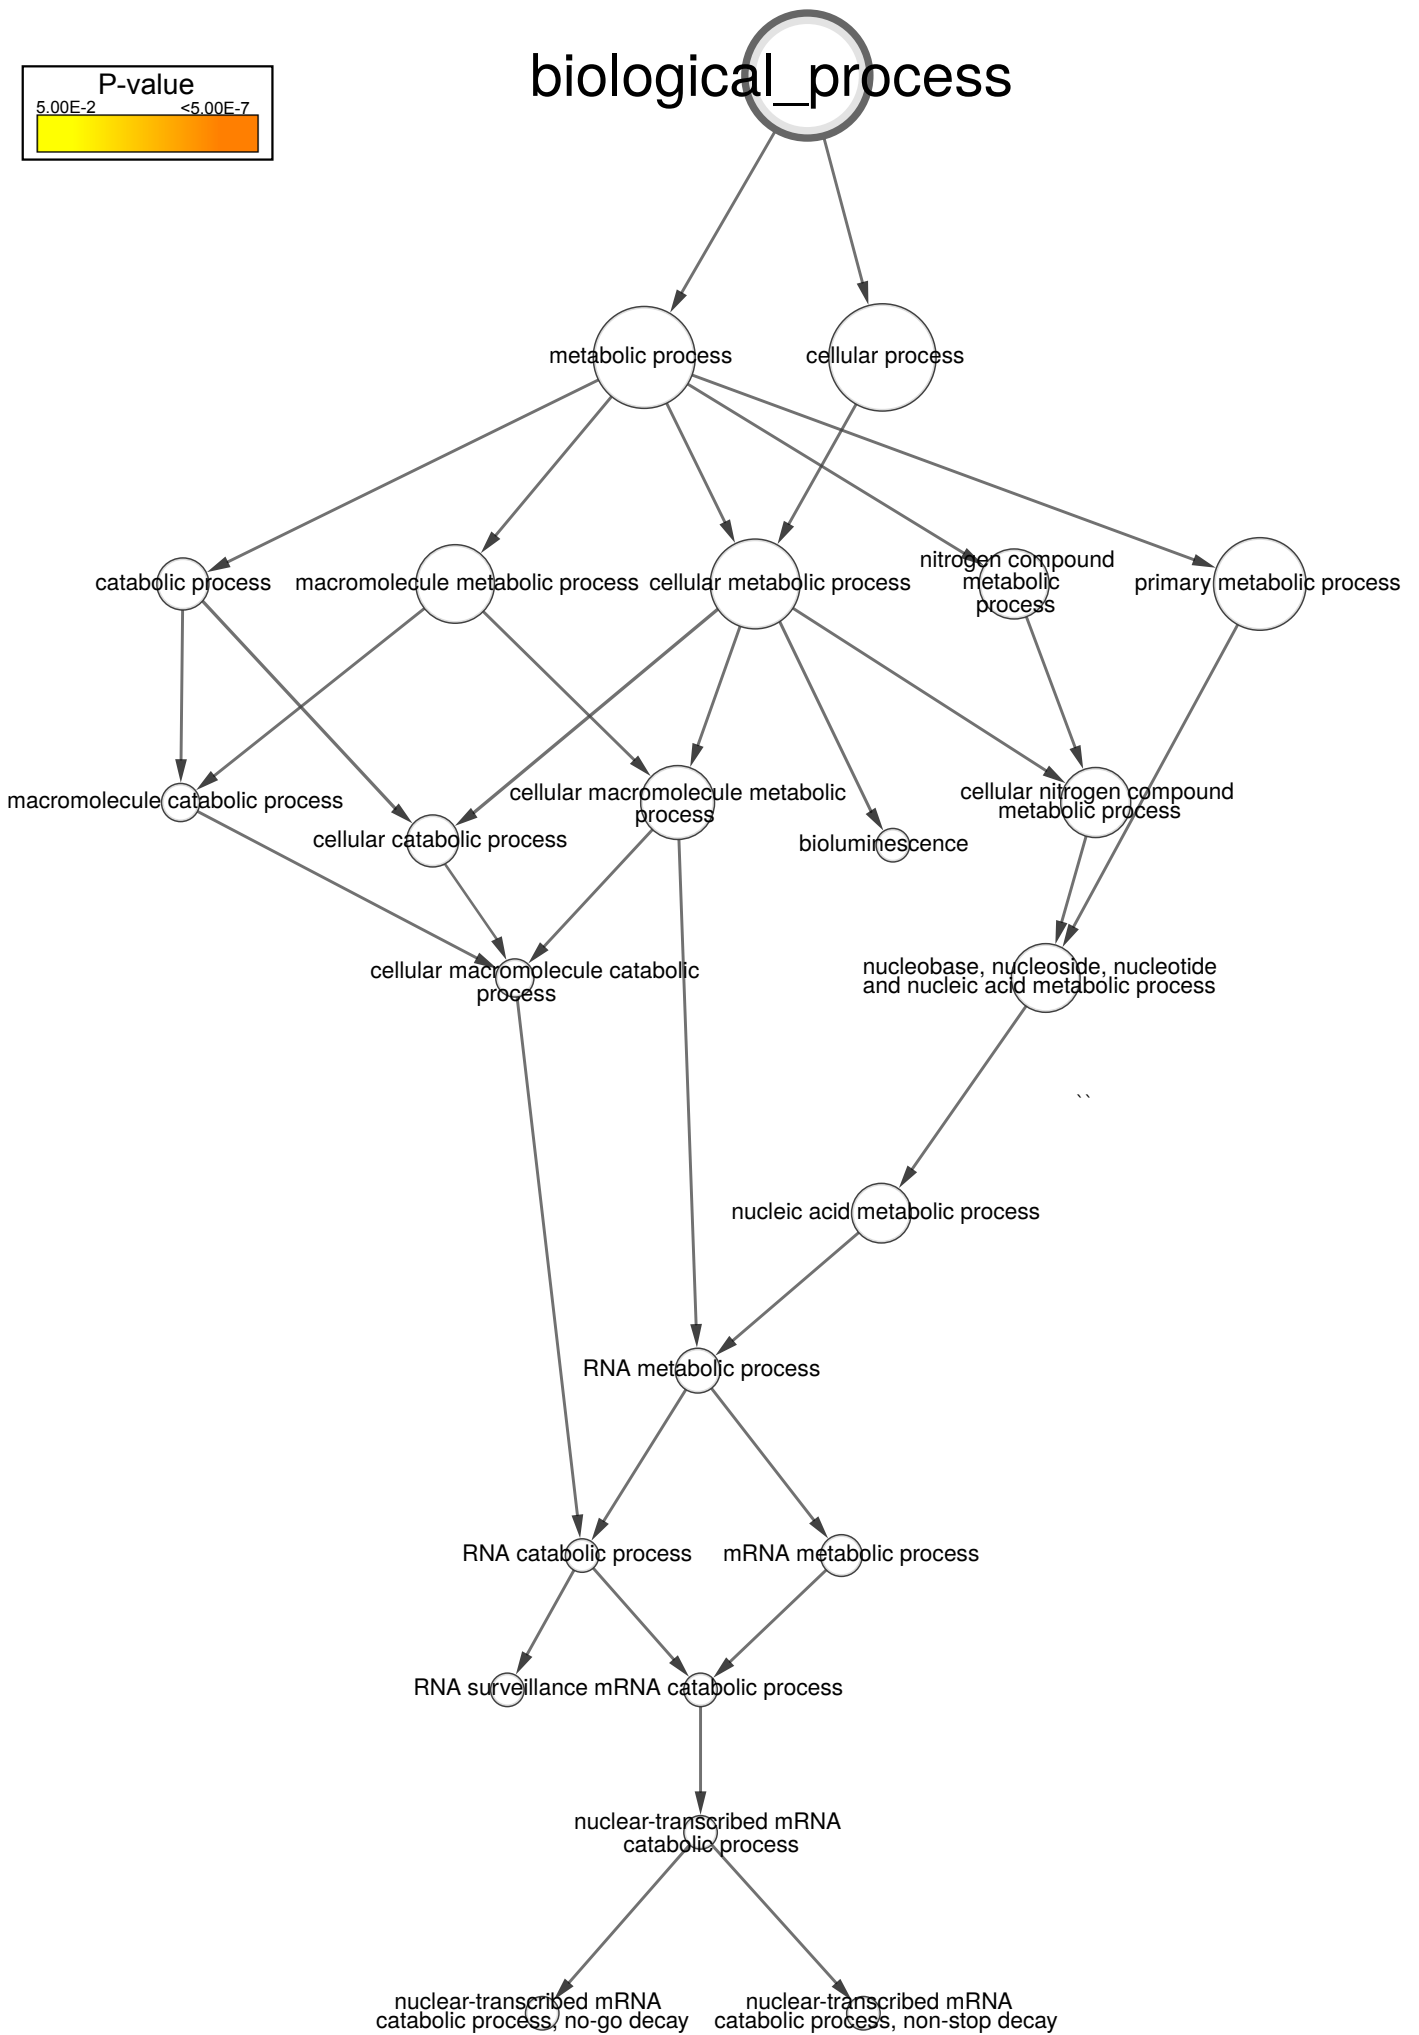 biological_process
P-value
5.00E-2 <5.00E-7
metabolic process
cellular process
catabolic process
macromolecule metabolic process
cellular metabolic process
nitrogen compound
metabolic
process
primary metabolic process
macromolecule catabolic process
cellular catabolic process
cellular macromolecule metabolic
process
bioluminescence
cellular nitrogen compound
metabolic process
cellular macromolecule catabolic
process
nucleobase, nucleoside, nucleotide
and nucleic acid metabolic process
``
nucleic acid metabolic process
RNA metabolic process
RNA catabolic process
mRNA metabolic process
RNA surveillance
mRNA catabolic process
nuclear-transcribed mRNA
catabolic process
nuclear-transcribed mRNA
catabolic process, no-go decay
nuclear-transcribed mRNA
catabolic process, non-stop decay